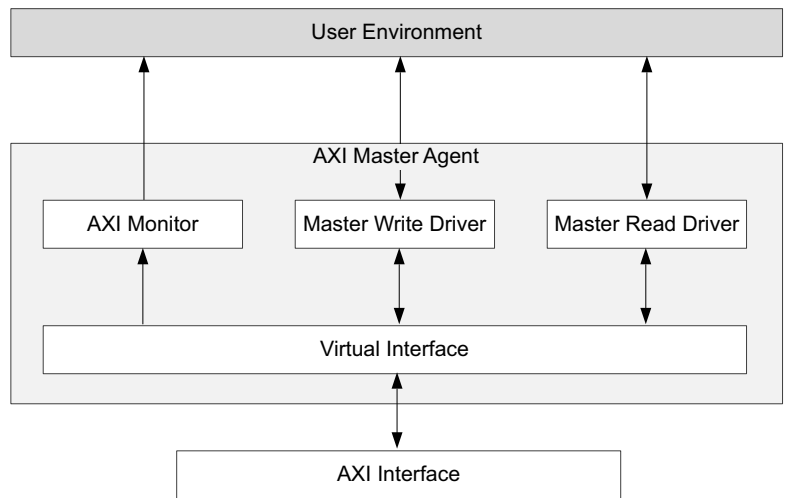 User Environment
AXI Master Agent
AXI Monitor
Master Write Driver
Master Read Driver
Virtual Interface
AXI Interface